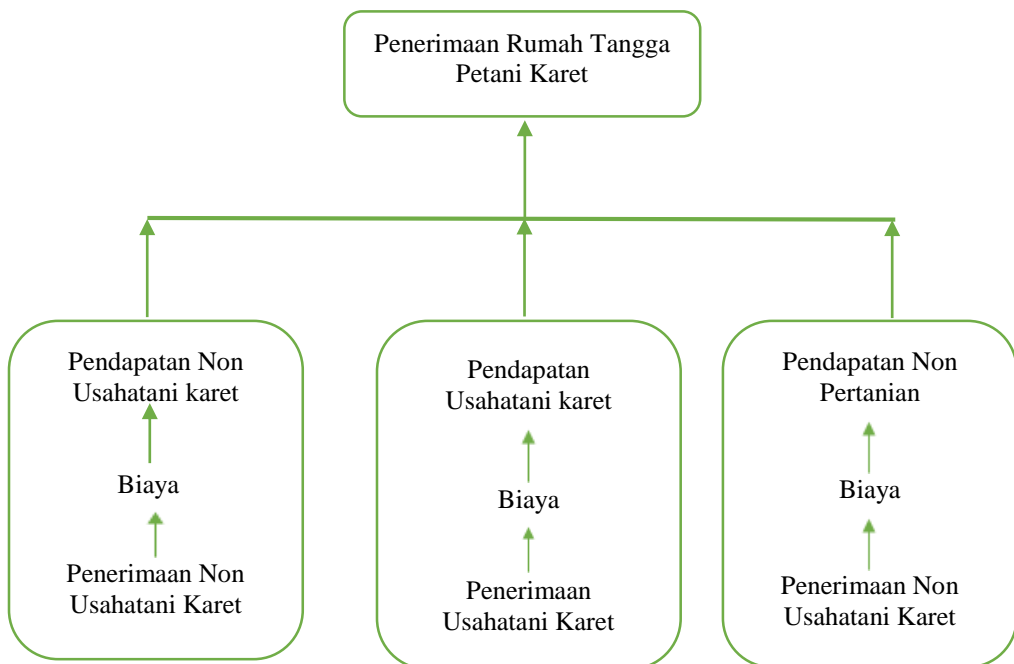 Penerimaan Rumah Tangga
Petani Karet
Pendapatan Non
Usahatani karet
Biaya
Penerimaan Non
Usahatani Karet
Pendapatan
Usahatani karet
Biaya
Penerimaan
Usahatani Karet
Pendapatan Non
Pertanian
Biaya
Penerimaan Non
Usahatani Karet